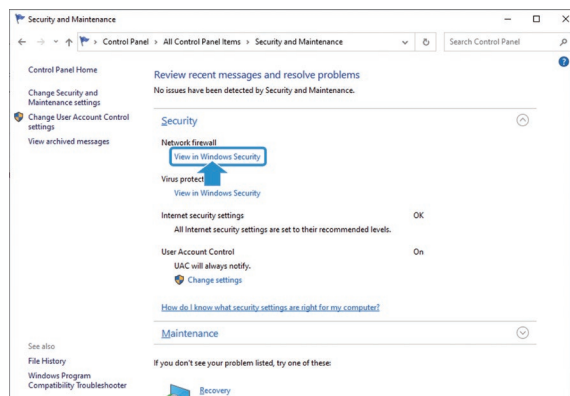 Security and Maintenance
Control Panel > All Control Panel Items > Security and Maintenance
Search Control Panel
Control Panel Home
Change Security and
Maintenance settings
Change User Account Control
settings
View archived messages
Review recent messages and resolve problems
No issues have been detected by Security and Maintenance.
Security
Network firewall
View in Windows Security
Virus protect
View in Windows Security
Internet security settings OK
All Internet security settings are set to their recommended levels.
User Account Control On
UAC will always notify.
Change settings
How do I know what security settings are right for my computer?
Maintenance
If you don't see your problem listed, try one of these:
Recovery
See also
File History
Windows Program
Compatibility Troubleshooter